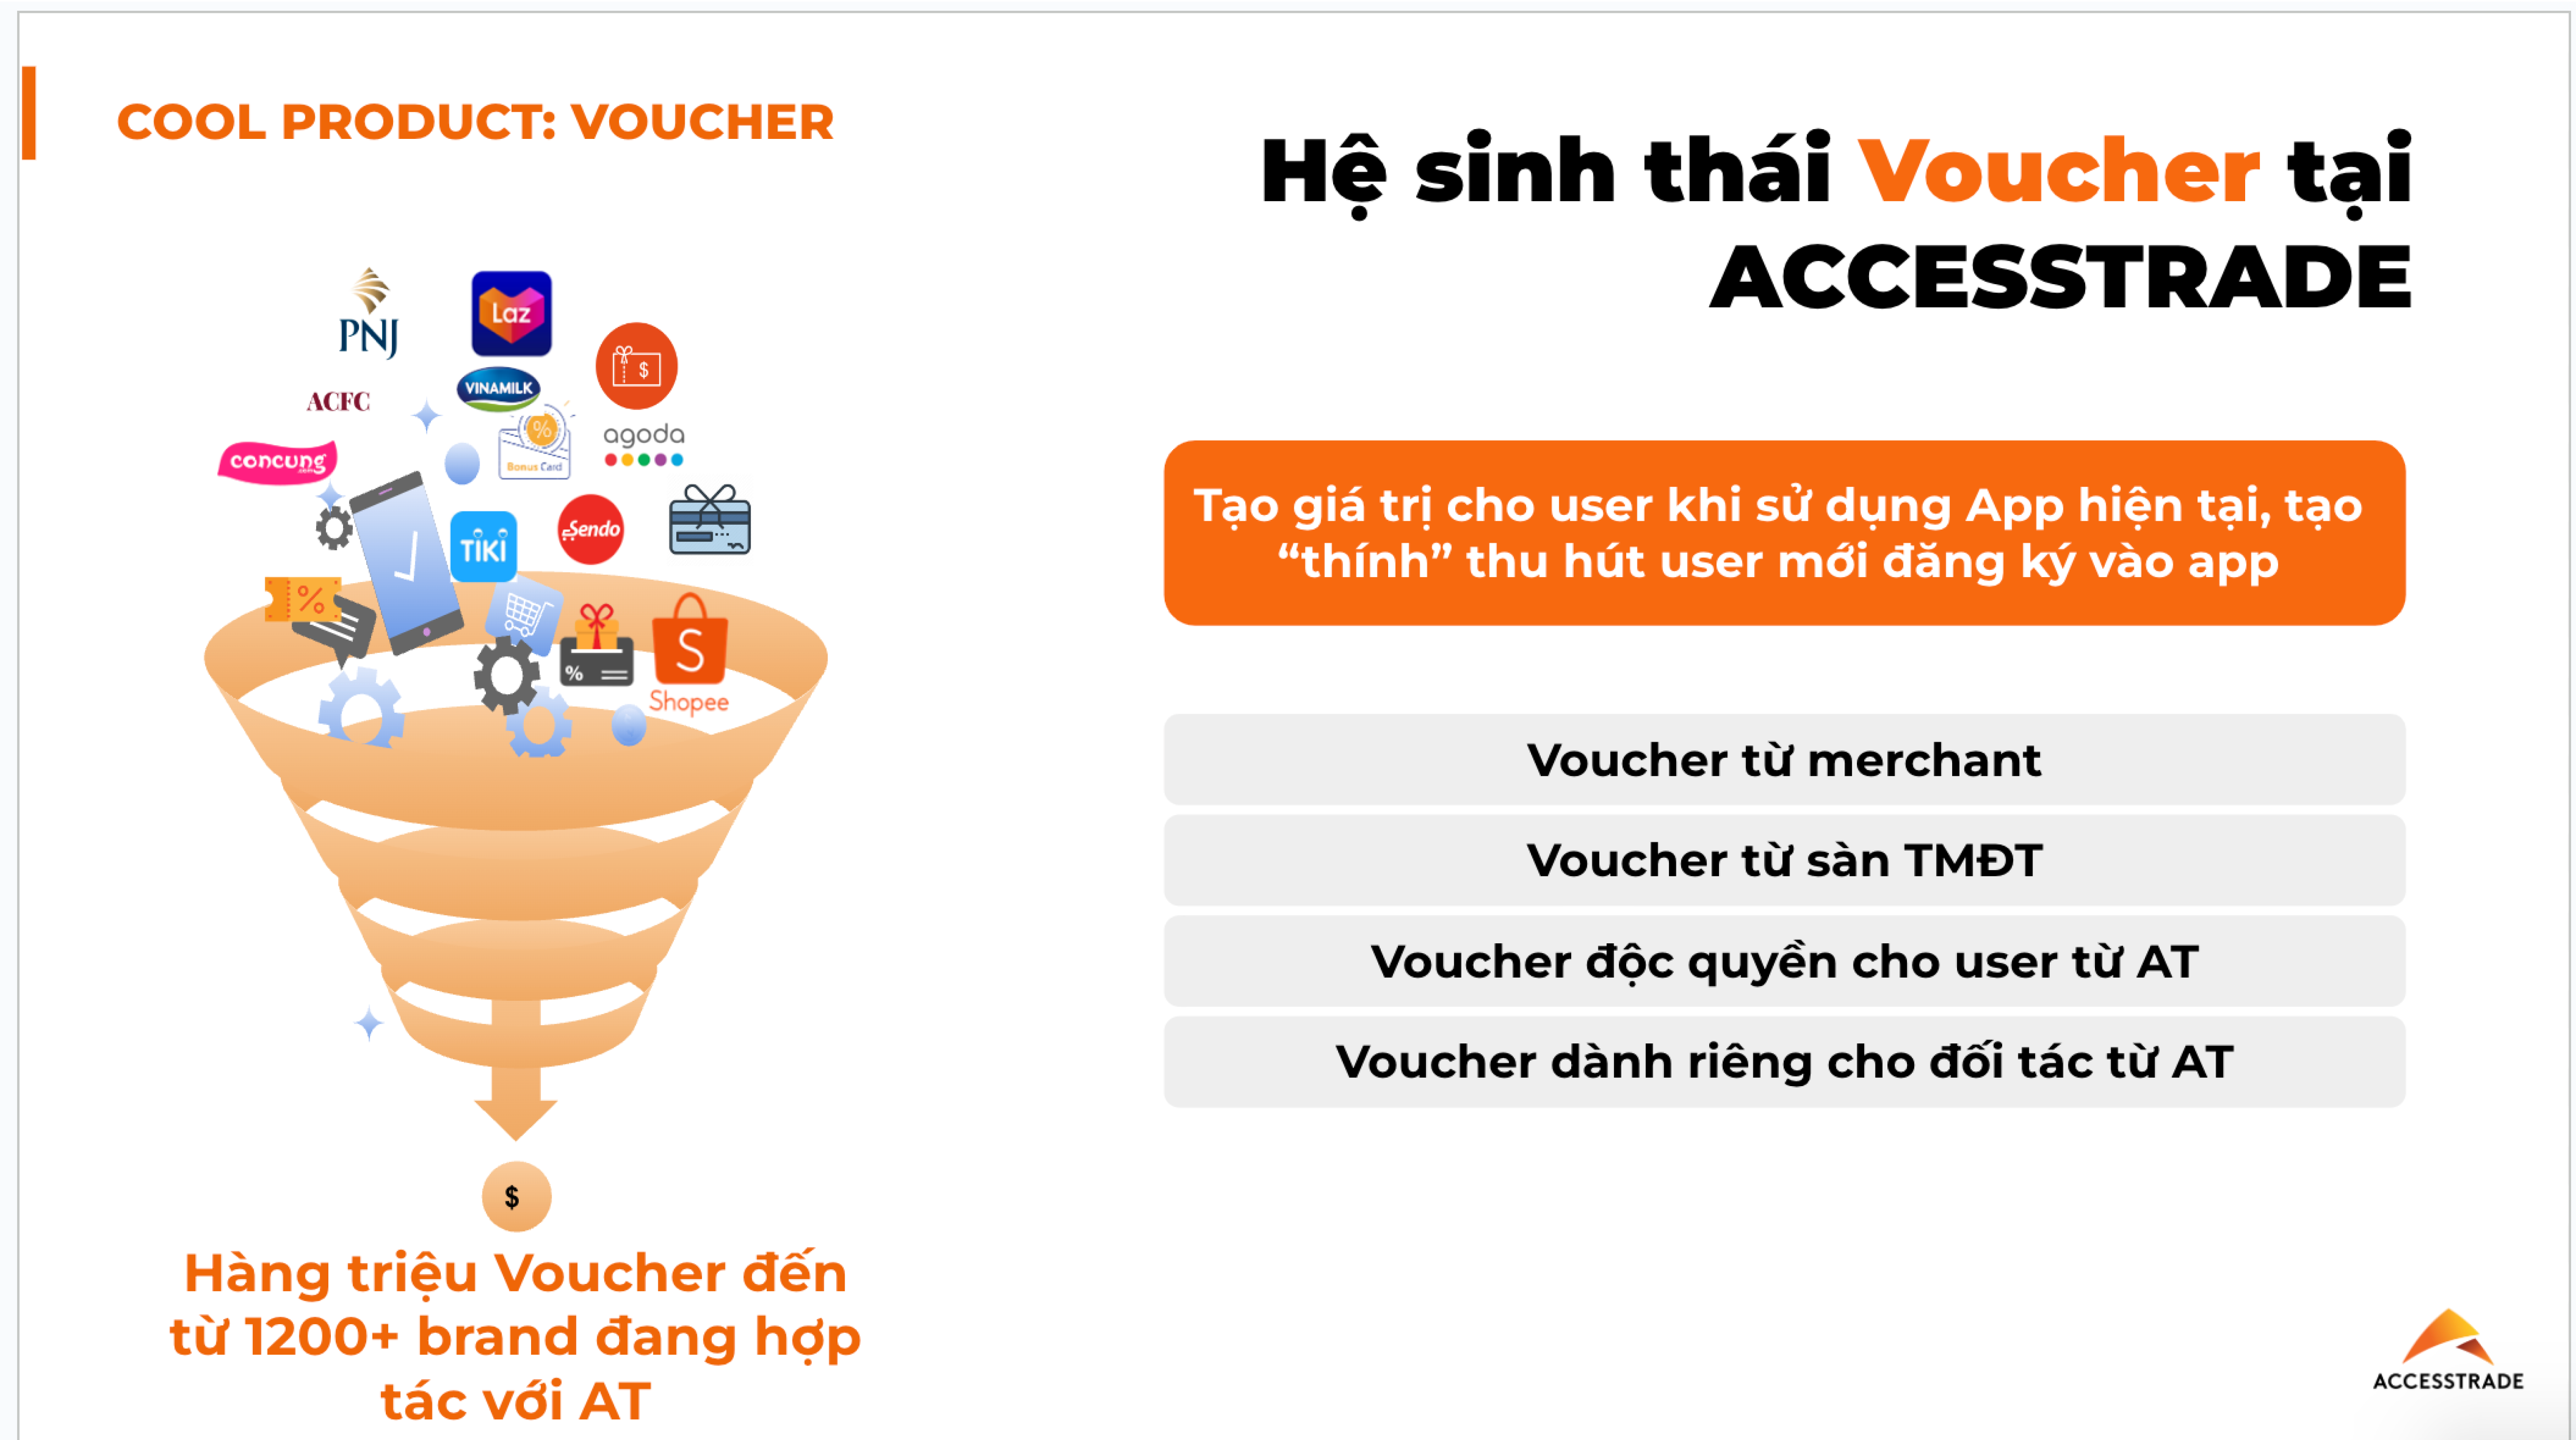 COOL PRODUCT: VOUCHER
Hệ sinh thái Voucher tại
ACCESSTRADE
PNJ
Laz
$
ACFC
VINAMILK
%
Bonus Card
agoda
concung
.com
TIKI
Sendo
%
%
S
Shopee
$
Hàng triệu Voucher đến
từ 1200+ brand đang hợp
tác với AT
Tạo giá trị cho user khi sử dụng App hiện tại, tạo
“thính” thu hút user mới đăng ký vào app
Voucher từ merchant
Voucher từ sàn TMĐT
Voucher độc quyền cho user từ AT
Voucher dành riêng cho đối tác từ AT
ACCESSTRADE